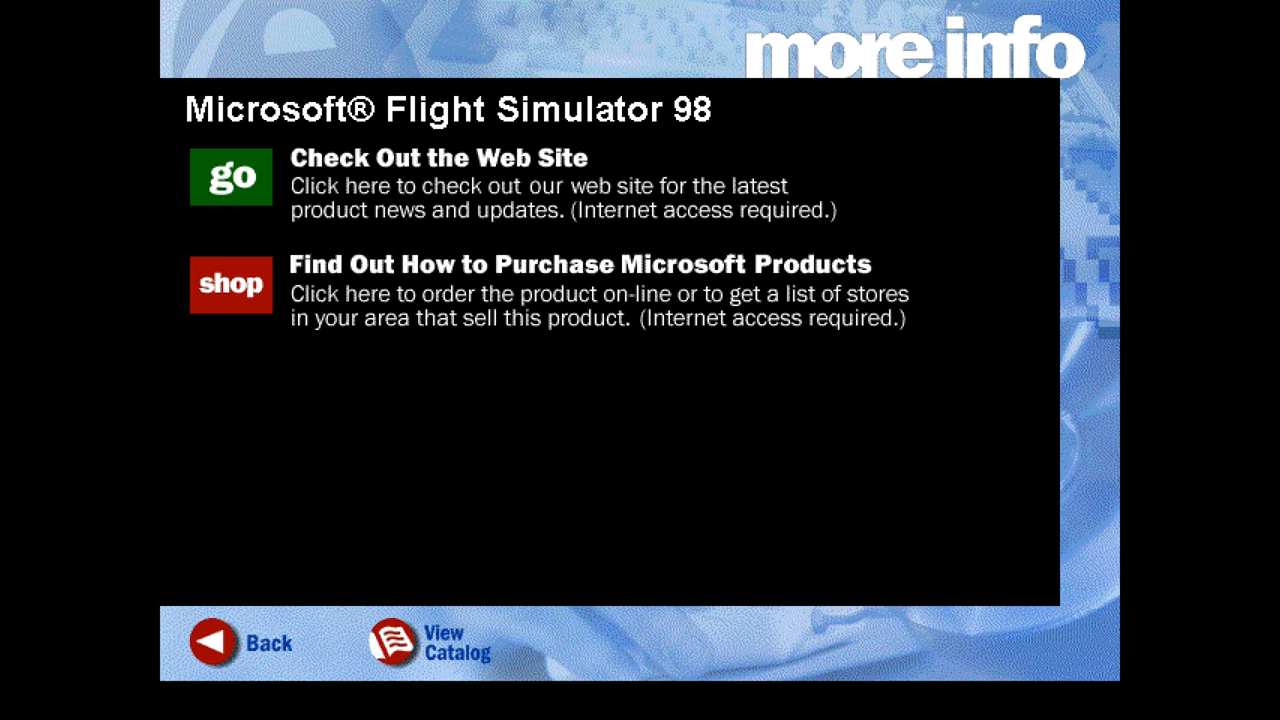 more info
Microsoft® Flight Simulator 98
go
Check Out the Web Site
Click here to check out our web site for the latest
product news and updates. (Internet access required.)
shop
Find Out How to Purchase Microsoft Products
Click here to order the product on-line or to get a list of stores
in your area that sell this product. (Internet access required.)
Back
View
Catalog